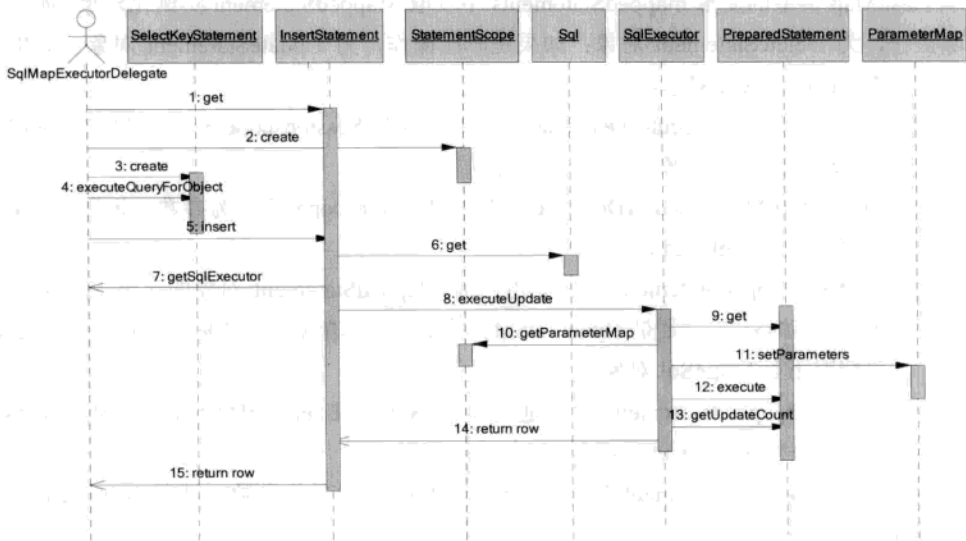 SelectKeyStatement
InsertStatement
StatementScope
Sql
SqlExecutor
PreparedStatement
ParameterMap
SqlMapExecutorDelegate
1: get
2: create
3: create
4: executeQueryForObject
5: insert
6: get
7: getSqlExecutor
8: executeUpdate
9: get
10: getParameterMap
11: setParameters
12: execute
13: getUpdateCount
14: return row
15: return row